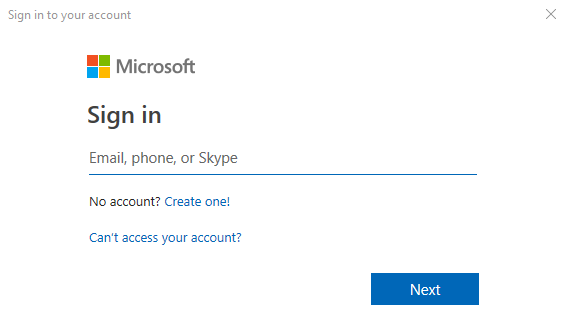 Sign in to your account
Microsoft
Sign in
Email, phone, or Skype
No account? Create one!
Can't access your account?
Next